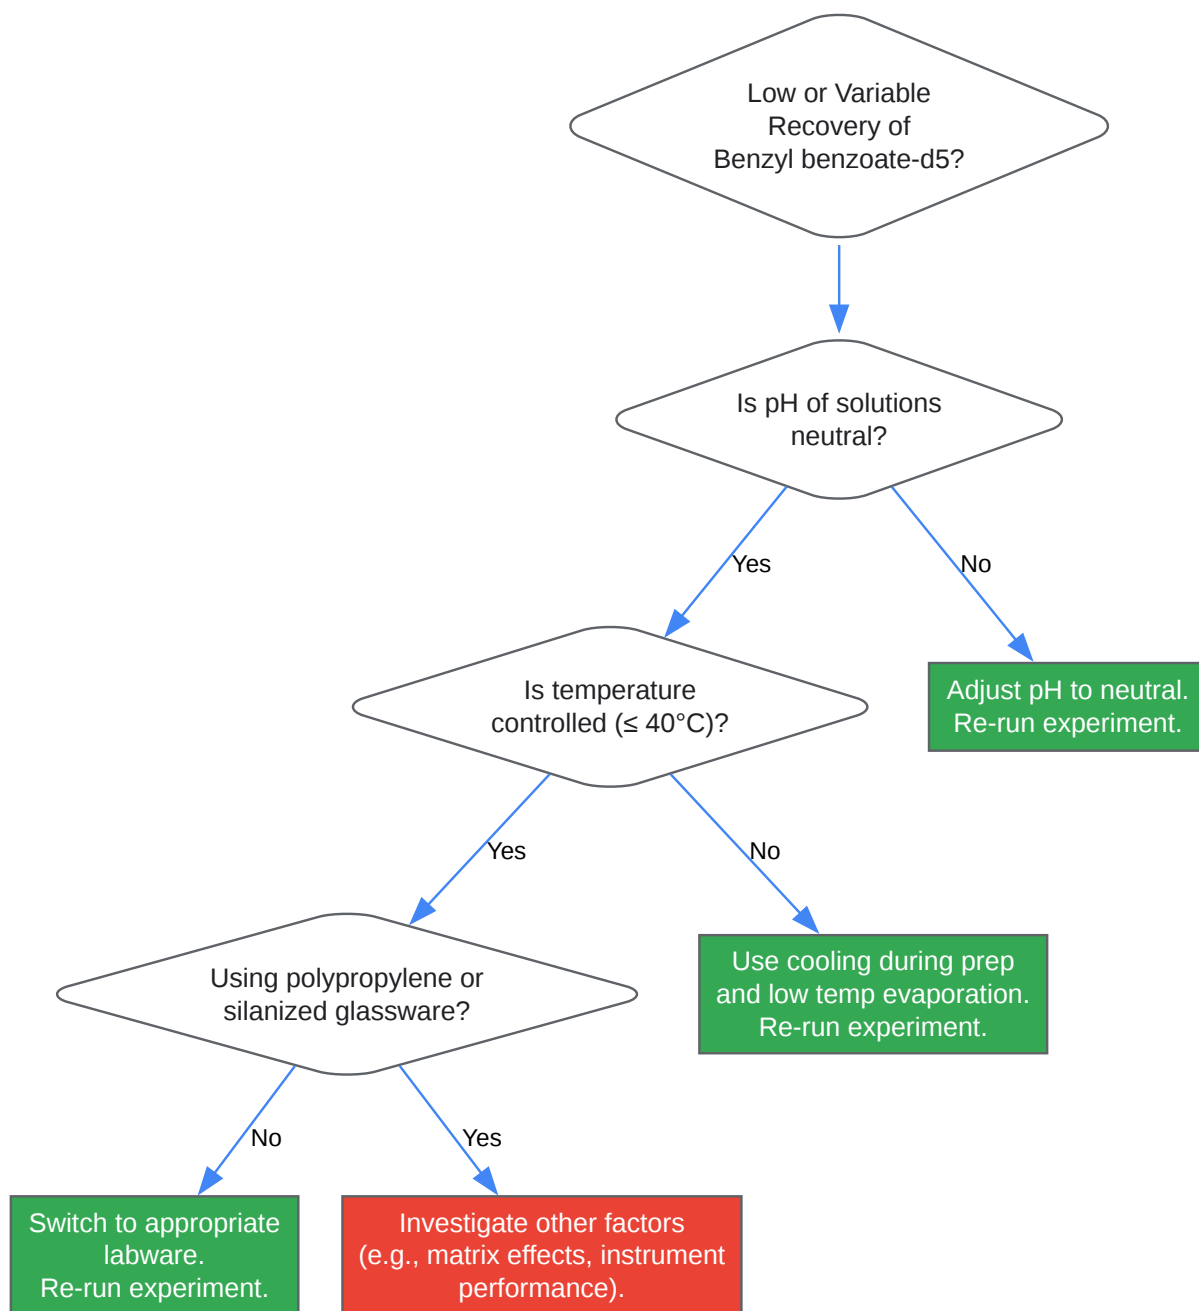 Low or Variable
Recovery of
Benzyl benzoate-d5?
Is pH of solutions
neutral?
Yes
No
Is temperature
controlled (≤ 40°C)?
Adjust pH to neutral.
Re-run experiment.
Yes
No
Using polypropylene or
silanized glassware?
Use cooling during prep
and low temp evaporation.
Re-run experiment.
No
Yes
Switch to appropriate
labware.
Re-run experiment.
Investigate other factors
(e.g., matrix effects, instrument
performance).